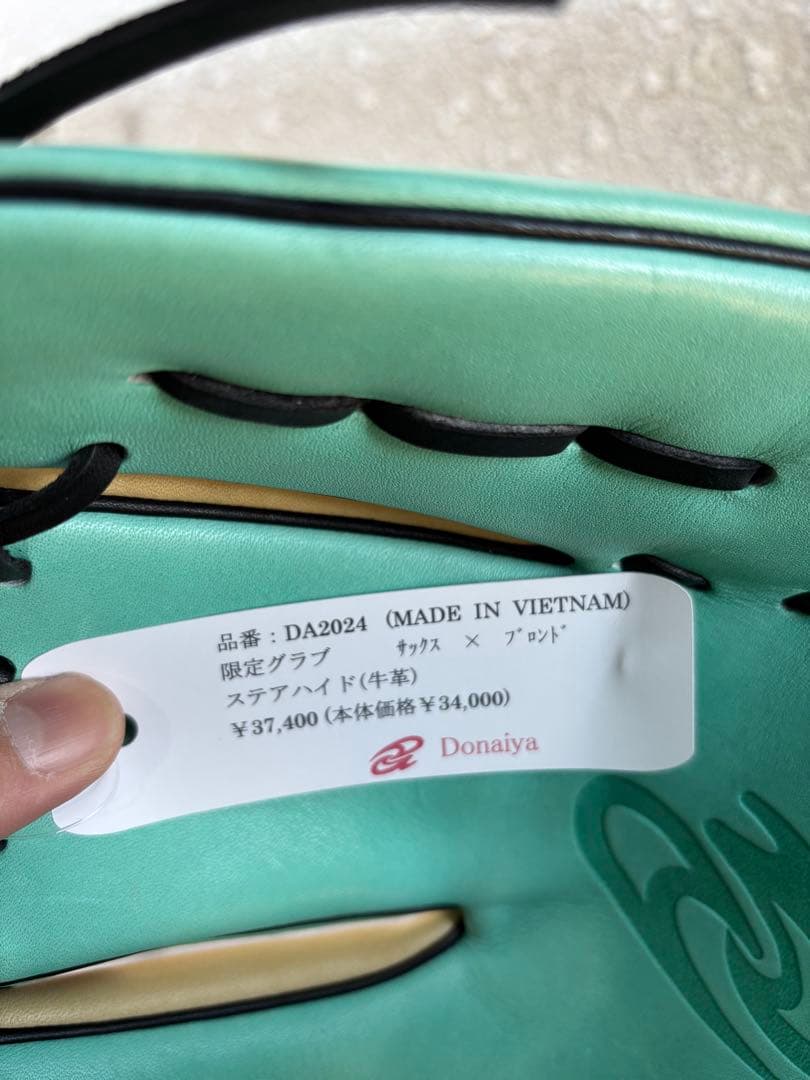 品番：DA2024 (MADE IN VIETNAM)
限定グラブ ｻｯｸｽ × ﾌﾞﾛﾝﾄﾞ
ステアハイド(牛革)
￥37,400(本体価格￥34,000)
Donaiya